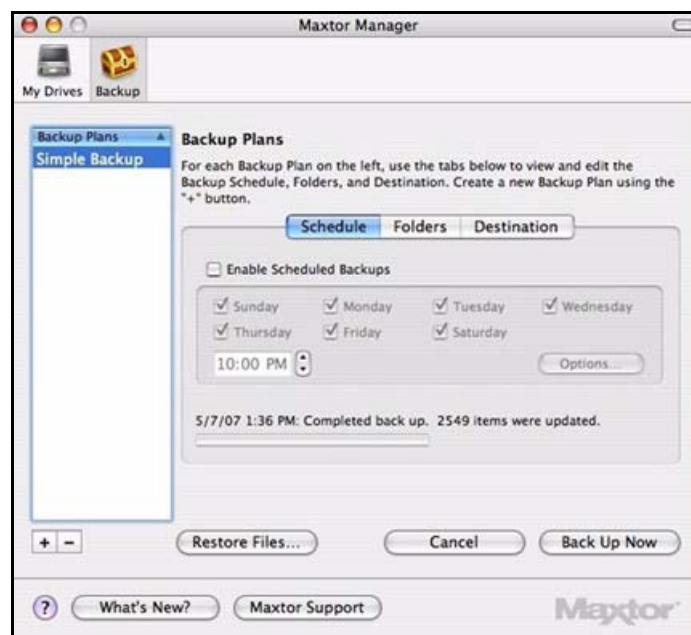 Maxtor Manager
My Drives Backup
Backup Plans
Simple Backup
Backup Plans
For each Backup Plan on the left, use the tabs below to view and edit the
Backup Schedule, Folders, and Destination. Create a new Backup Plan using the
"+" button.
Schedule Folders Destination
Enable Scheduled Backups
Sunday Monday Tuesday Wednesday
Thursday Friday Saturday
10:00 PM Options...
5/7/07 1:36 PM: Completed back up. 2549 items were updated.
+ −
Restore Files... Cancel Back Up Now
? What's New? Maxtor Support Maxtor